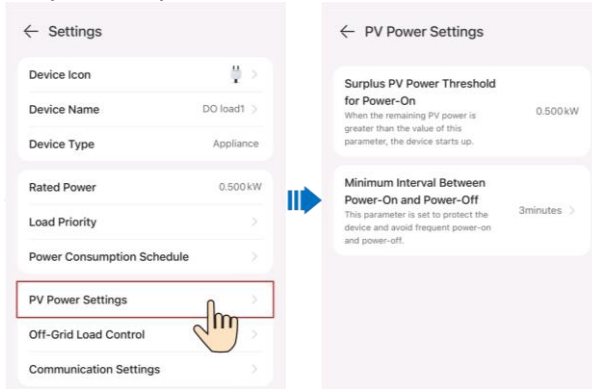 ← Settings
Device Icon
Device Name DO load1
Device Type Appliance
Rated Power 0.500 kW
Load Priority
Power Consumption Schedule
PV Power Settings
Off-Grid Load Control
Communication Settings
← PV Power Settings
Surplus PV Power Threshold
for Power-On
When the remaining PV power is
greater than the value of this
parameter, the device starts up.
0.500 kW
Minimum Interval Between
Power-On and Power-Off
This parameter is set to protect the
device and avoid frequent power-on
and power-off.
3minutes